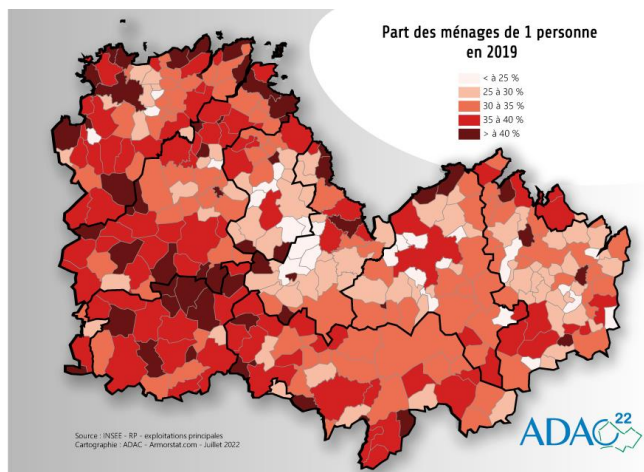 Part des ménages de 1 personne
en 2019
< à 25 %
25 à 30 %
30 à 35 %
35 à 40 %
> à 40 %
Source : INSEE - RP - exploitations principales
Cartographie : ADAC - Armorstat.com - Juillet 2022
ADAC 22